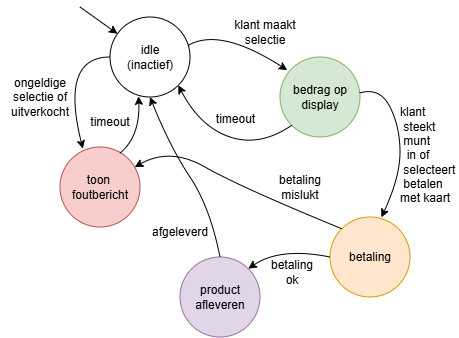 klant maakt
selectie
idle
(inactief)
ongeldige
selectie of
uitverkocht
bedrag op
display
timeout
timeout
klant
steekt
munt
in of
selecteert
betalen
met kaart
toon
foutbericht
betaling
mislukt
afgeleverd
betaling
betaling
ok
product
afleveren